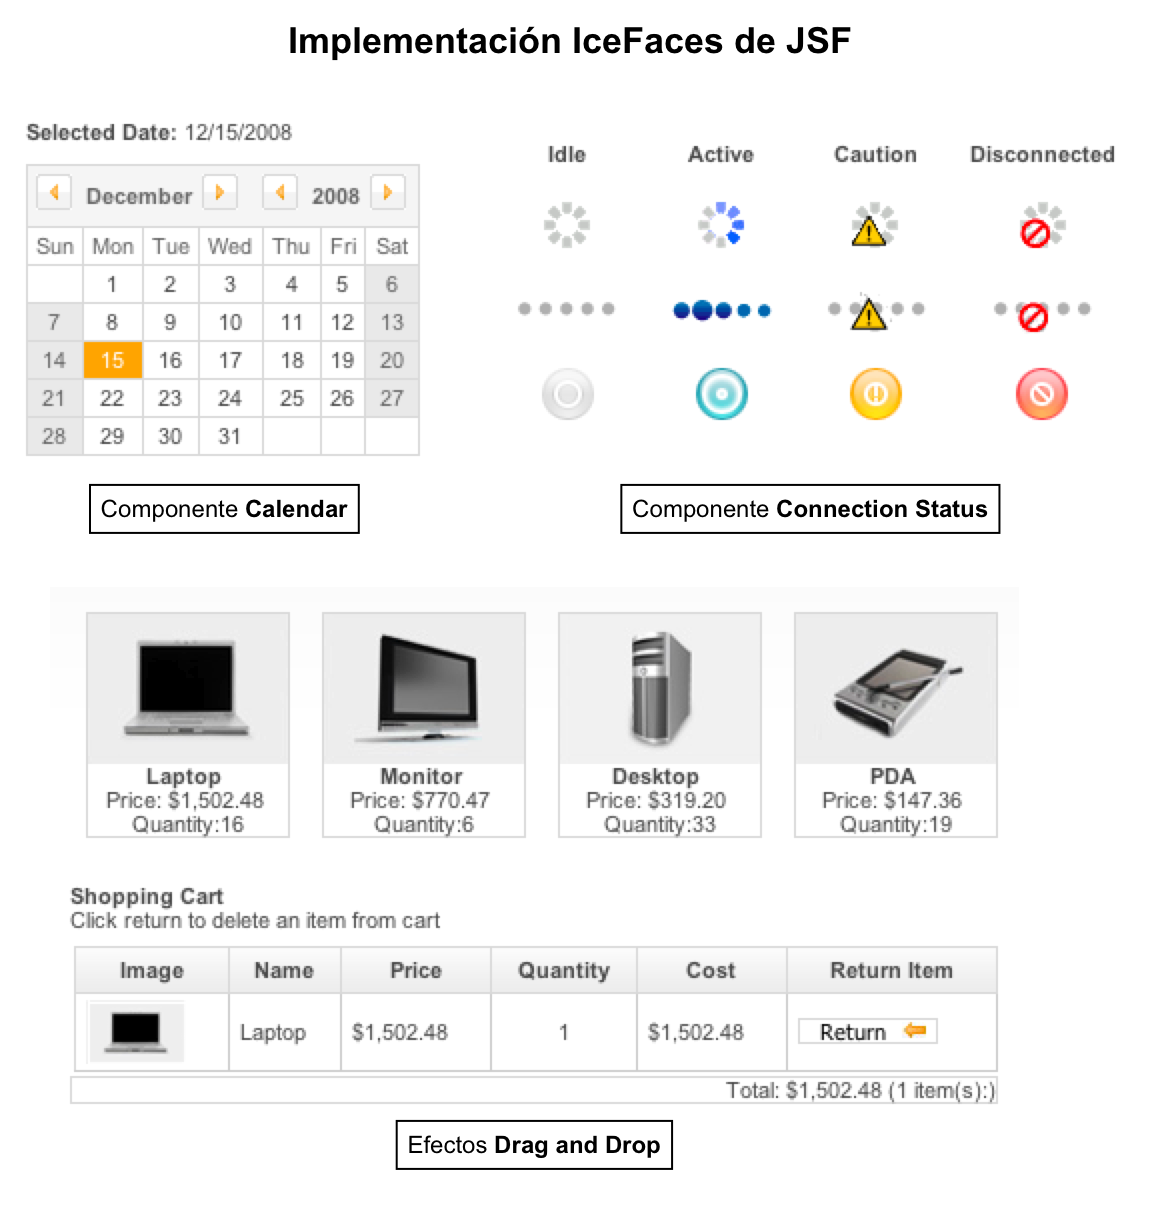 Implementación IceFaces de JSF
Selected Date: 12/15/2008
December 2008
Sun Mon Tue Wed Thu Fri Sat
1 2 3 4 5 6
7 8 9 10 11 12 13
14 15 16 17 18 19 20
21 22 23 24 25 26 27
28 29 30 31
Componente Calendar
Idle Active Caution Disconnected
Componente Connection Status
Laptop
Price: $1,502.48
Quantity:16
Monitor
Price: $770.47
Quantity:6
Desktop
Price: $319.20
Quantity:33
PDA
Price: $147.36
Quantity:19
Shopping Cart
Click return to delete an item from cart
Image Name Price Quantity Cost Return Item
Laptop $1,502.48 1 $1,502.48 Return
Total: $1,502.48 (1 item(s):)
Efectos Drag and Drop